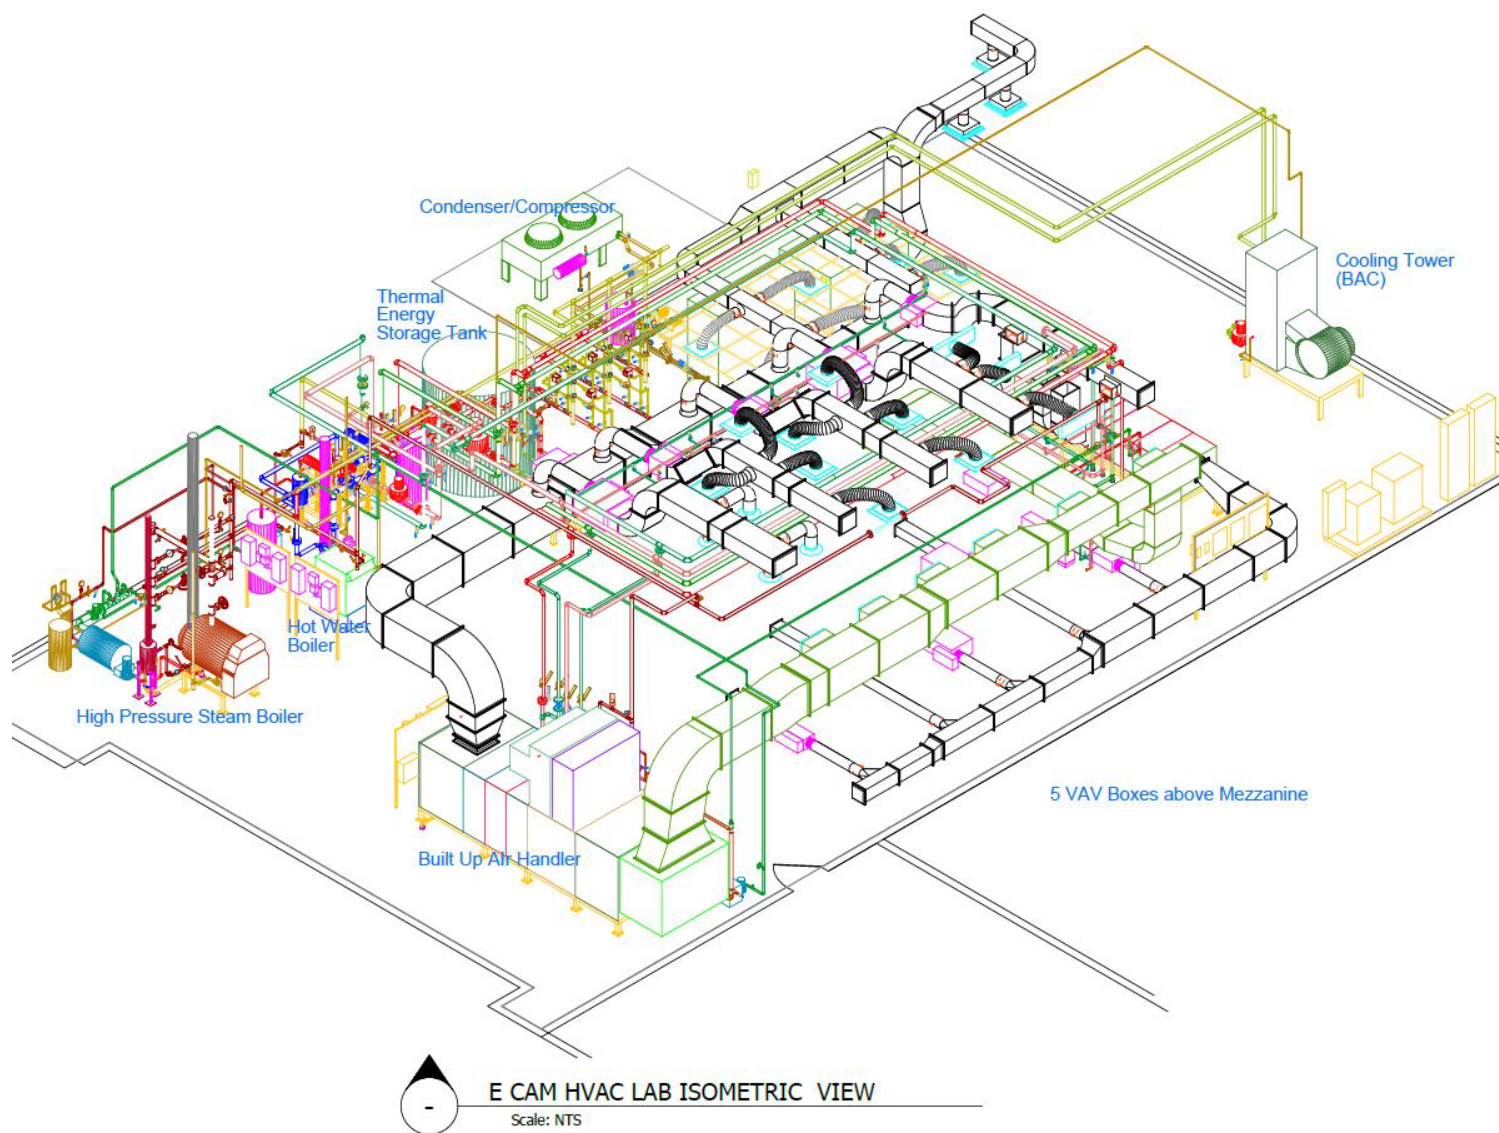 Condenser/Compressor
Thermal
Energy
Storage Tank
Cooling Tower
(BAC)
Hot Water
Boiler
High Pressure Steam Boiler
5 VAV Boxes above Mezzanine
Built Up Air Handler
-
E CAM HVAC LAB ISOMETRIC VIEW
Scale: NTS